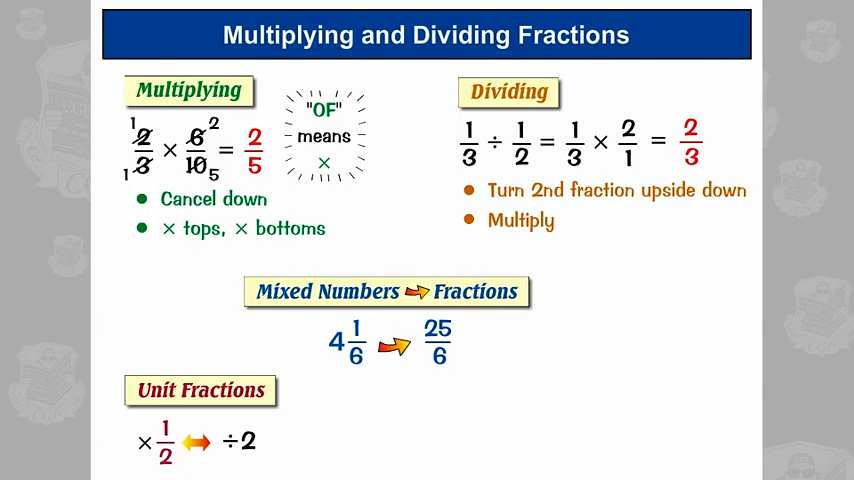 Multiplying and Dividing Fractions
Multiplying
1 2/3 1 × 6 2/10 5 = 2/5
"OF"
means
×
• Cancel down
• × tops, × bottoms
Dividing
1/3 ÷ 1/2 = 1/3 × 2/1 = 2/3
• Turn 2nd fraction upside down
• Multiply
Mixed Numbers → Fractions
4 1/6 → 25/6
Unit Fractions
× 1/2 ↔ ÷2